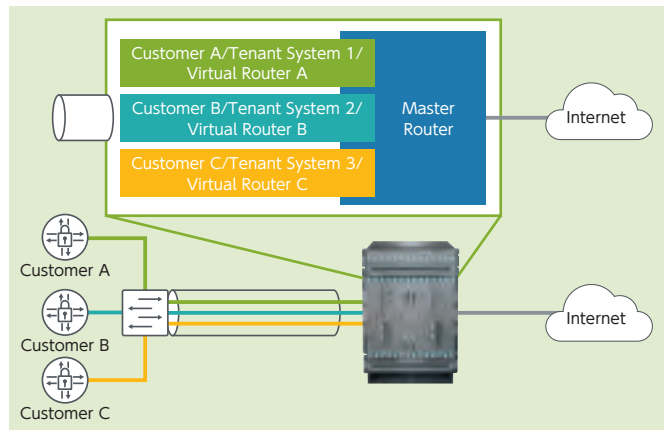 Customer A/Tenant System 1/
Virtual Router A
Customer B/Tenant System 2/
Virtual Router B
Customer C/Tenant System 3/
Virtual Router C
Master
Router
Internet
Customer A
Customer B
Customer C
Internet